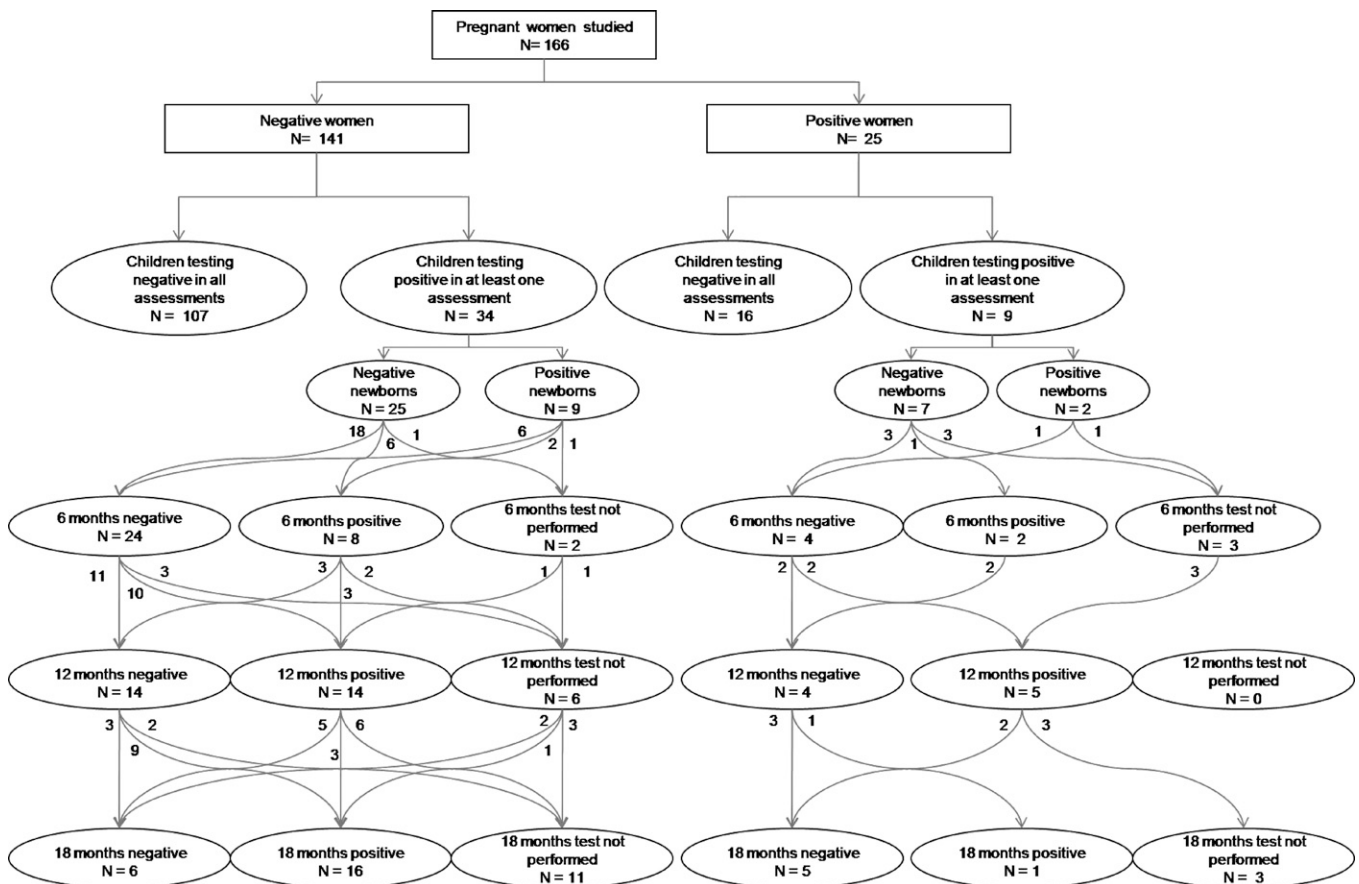 Pregnant women studied
N= 166
Negative women
N= 141
Positive women
N= 25
Children testing
negative in all
assessments
N = 107
Children testing
positive in at least one
assessment
N = 34
Children testing
negative in all
assessments
N = 16
Children testing positive
in at least one
assessment
N = 9
Negative
newborns
N = 25
Positive
newborns
N = 9
Negative
newborns
N = 7
Positive
newborns
N = 2
18
6
1
6
2
1
3
1
3
1
1
6 months negative
N = 24
6 months positive
N = 8
6 months test not
performed
N = 2
6 months negative
N = 4
6 months positive
N = 2
6 months test not
performed
N = 3
11
10
3
3
3
2
1
1
2
2
2
3
12 months negative
N = 14
12 months positive
N = 14
12 months test not
performed
N = 6
12 months negative
N = 4
12 months positive
N = 5
12 months test not
performed
N = 0
3
9
2
5
3
6
2
1
3
3
1
2
3
18 months negative
N = 6
18 months positive
N = 16
18 months test not
performed
N = 11
18 months negative
N = 5
18 months positive
N = 1
18 months test not
performed
N = 3